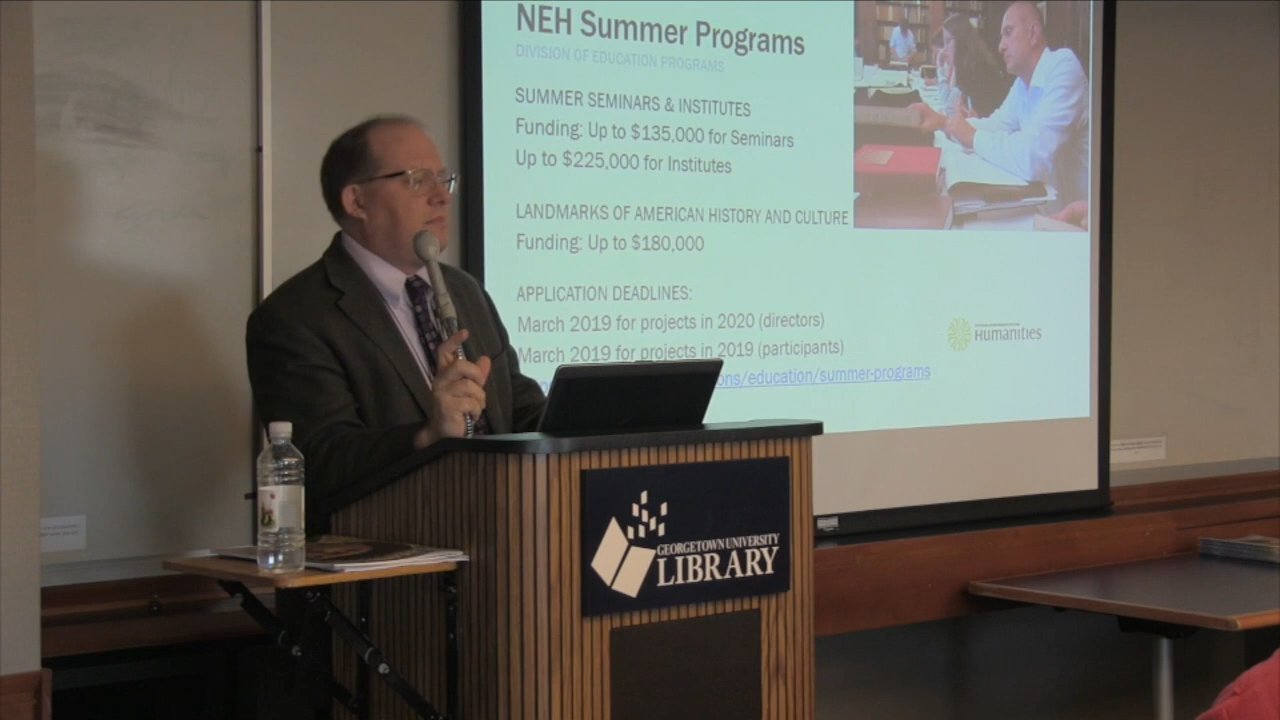 NEH Summer Programs
DIVISION OF EDUCATION PROGRAMS
SUMMER SEMINARS & INSTITUTES
Funding: Up to $135,000 for Seminars
Up to $225,000 for Institutes
LANDMARKS OF AMERICAN HISTORY AND CULTURE
Funding: Up to $180,000
APPLICATION DEADLINES:
March 2019 for projects in 2020 (directors)
March 2019 for projects in 2019 (participants)
ons/education/summer-programs
Humanities
GEORGETOWN UNIVERSITY
LIBRARY